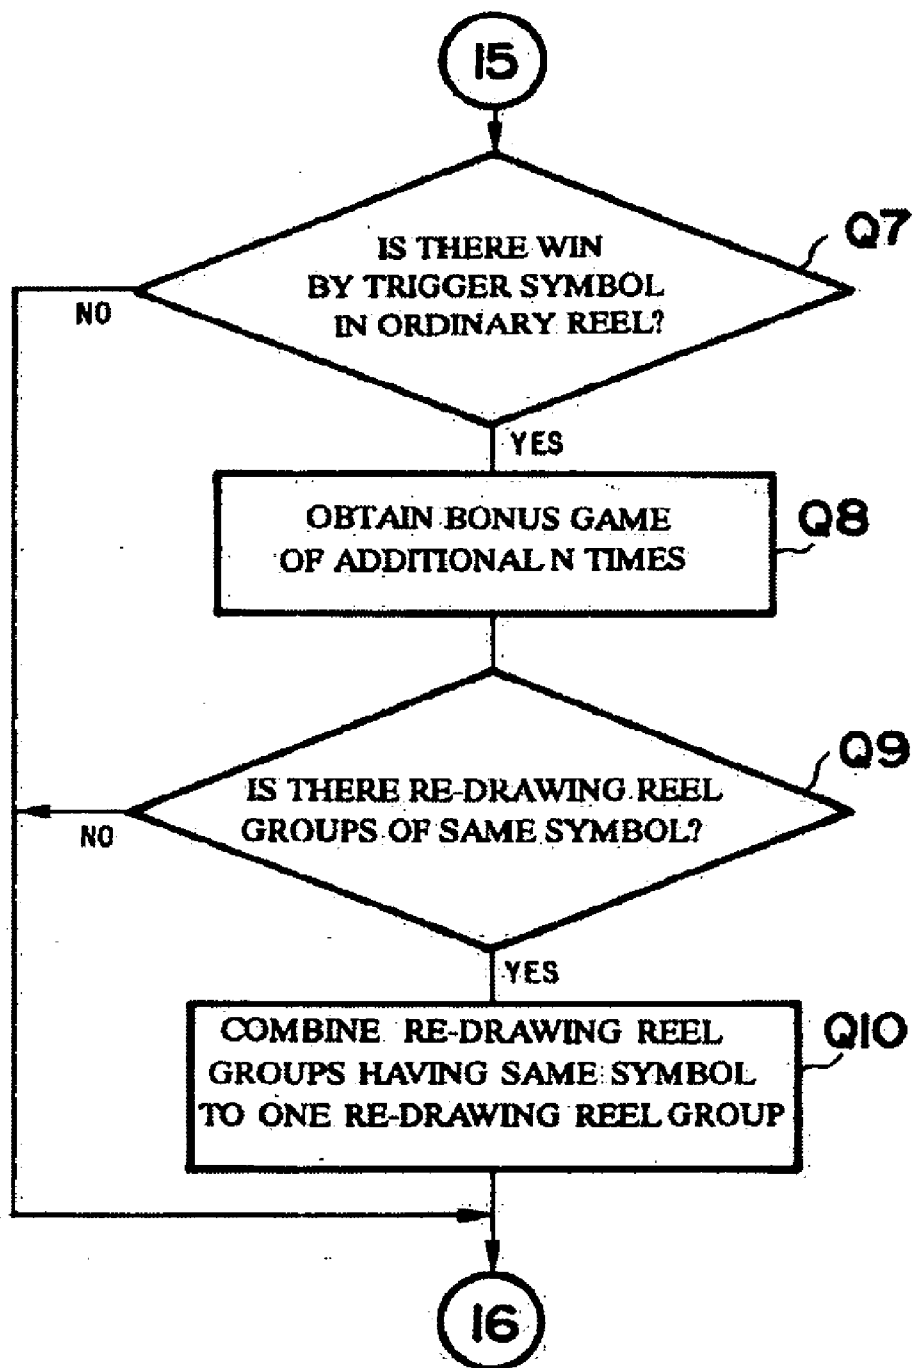 15
Q7
IS THERE WIN
BY TRIGGER SYMBOL
IN ORDINARY REEL?
NO
YES
Q8
OBTAIN BONUS GAME
OF ADDITIONAL N TIMES
Q9
IS THERE RE-DRAWING REEL
GROUPS OF SAME SYMBOL?
NO
YES
Q10
COMBINE RE-DRAWING REEL
GROUPS HAVING SAME SYMBOL
TO ONE RE-DRAWING REEL GROUP
16